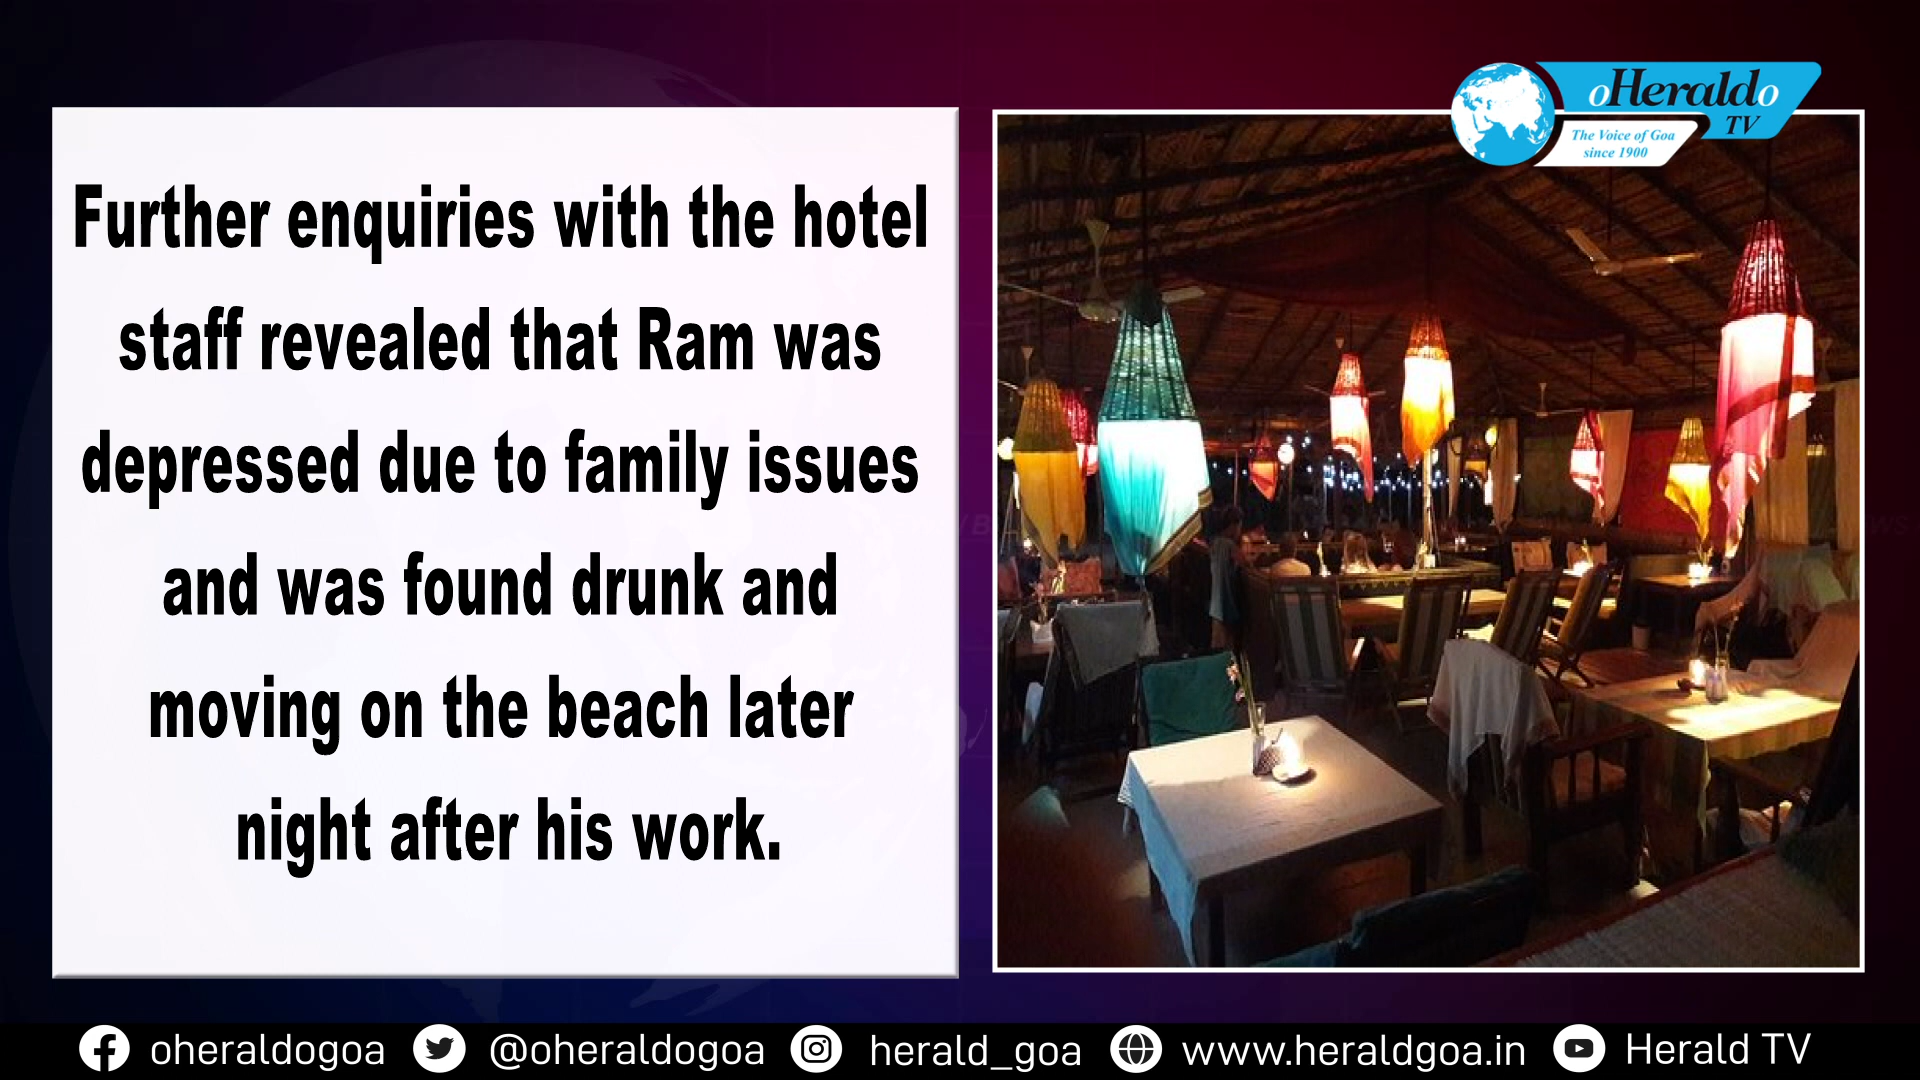 oHeraldo
TV
The Voice of Goa
since 1900
Further enquiries with the hotel
staff revealed that Ram was
depressed due to family issues
and was found drunk and
moving on the beach later
night after his work.
oheraldogoa
@oheraldogoa
herald_goa
www.heraldgoa.in
Herald TV